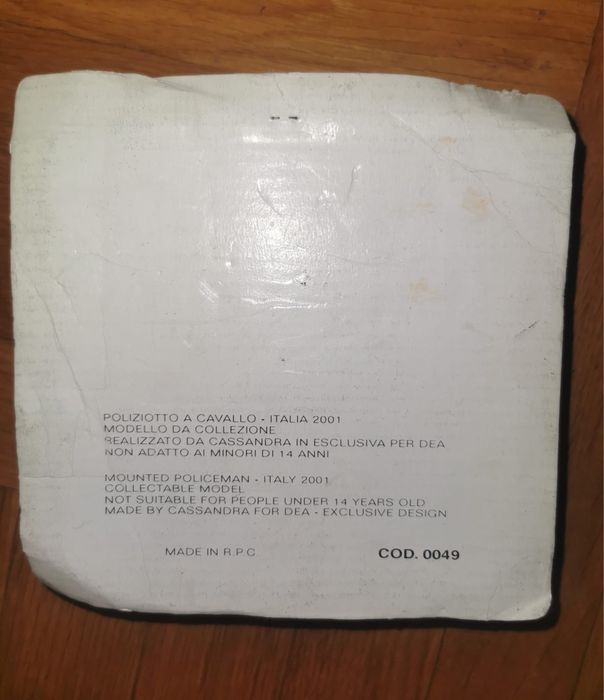 POLIZIOTTO A CAVALLO - ITALIA 2001
MODELLO DA COLLEZIONE
REALIZZATO DA CASSANDRA IN ESCLUSIVA PER DEA
NON ADATTO AI MINORI DI 14 ANNI
MOUNTED POLICEMAN - ITALY 2001
COLLECTABLE MODEL
NOT SUITABLE FOR PEOPLE UNDER 14 YEARS OLD
MADE BY CASSANDRA FOR DEA - EXCLUSIVE DESIGN
MADE IN R.P.C COD. 0049